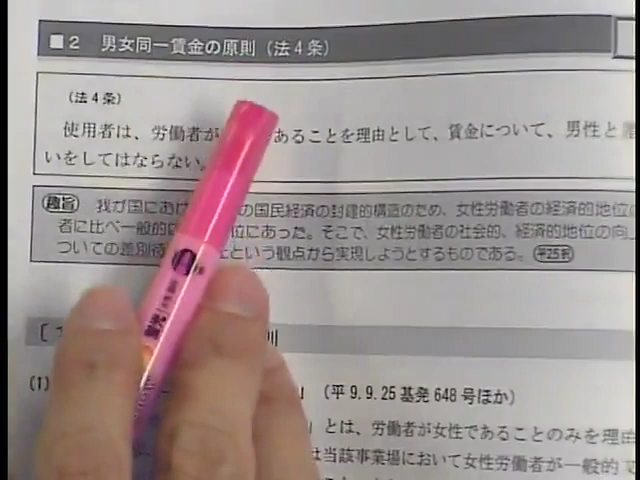 ■2 男女同一賃金の原則（法4条）
（法4条）
使用者は、労働者が あることを理由として、賃金について、男性と
いをしてはならない。
趣旨 我が国にお の国民経済の封建的構造のため、女性労働者の経済的地位
者に比べ一般的 位にあった。そこで、女性労働者の社会的、経済的地位の向
ついての差別待 という観点から実現しようとするものである。
(1) （平9.9.25基発648号ほか）
とは、労働者が女性であることのみを理由
は当該事業場において女性労働者が一般的